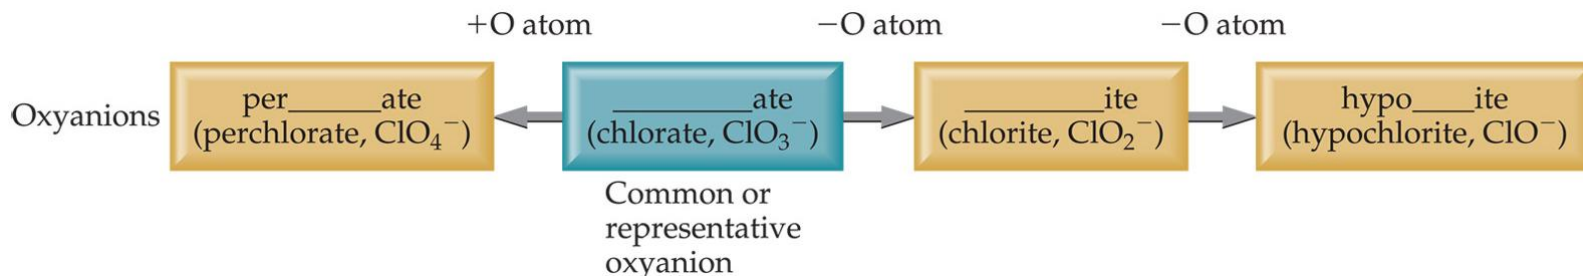 +O atom
−O atom
−O atom
Oxyanions
per______ate
(perchlorate, ClO₄⁻)
_________ate
(chlorate, ClO₃⁻)
_________ite
(chlorite, ClO₂⁻)
hypo____ite
(hypochlorite, ClO⁻)
Common or
representative
oxyanion